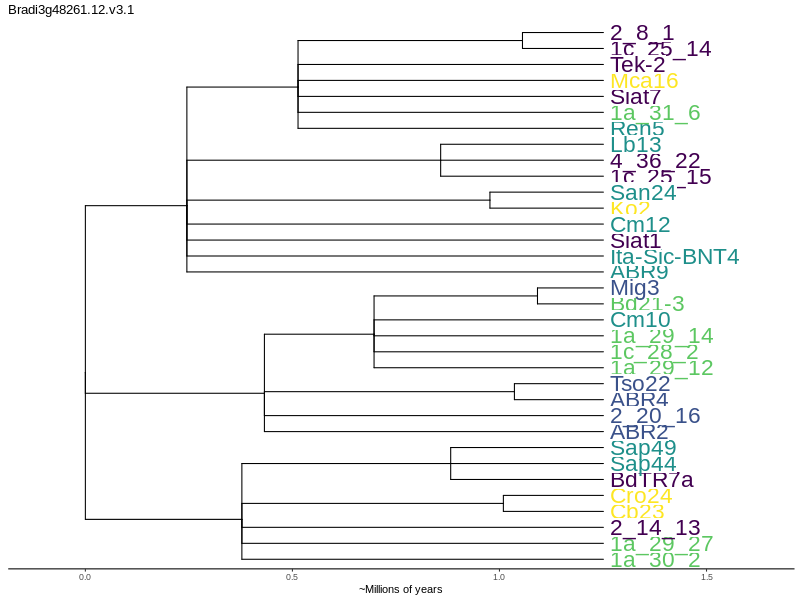 Bradi3g48261.12.v3.1
2_8_1
1c_25_14
Tek-2
Mca16
Siat7
1a_31_6
Ren5
Lb13
4_36_22
1c_25_15
San24
Ko2
Cm12
Siat1
Ita-Sic-BNT4
ABR9
Mig3
Bd21-3
Cm10
1a_29_14
1c_28_2
1a_29_12
Tso22
ABR4
2_20_16
ABR2
Sap49
Sap44
BdTR7a
Cro24
Cb23
2_14_13
1a_29_27
1a_30_2
0.0 0.5 1.0 1.5
~Millions of years